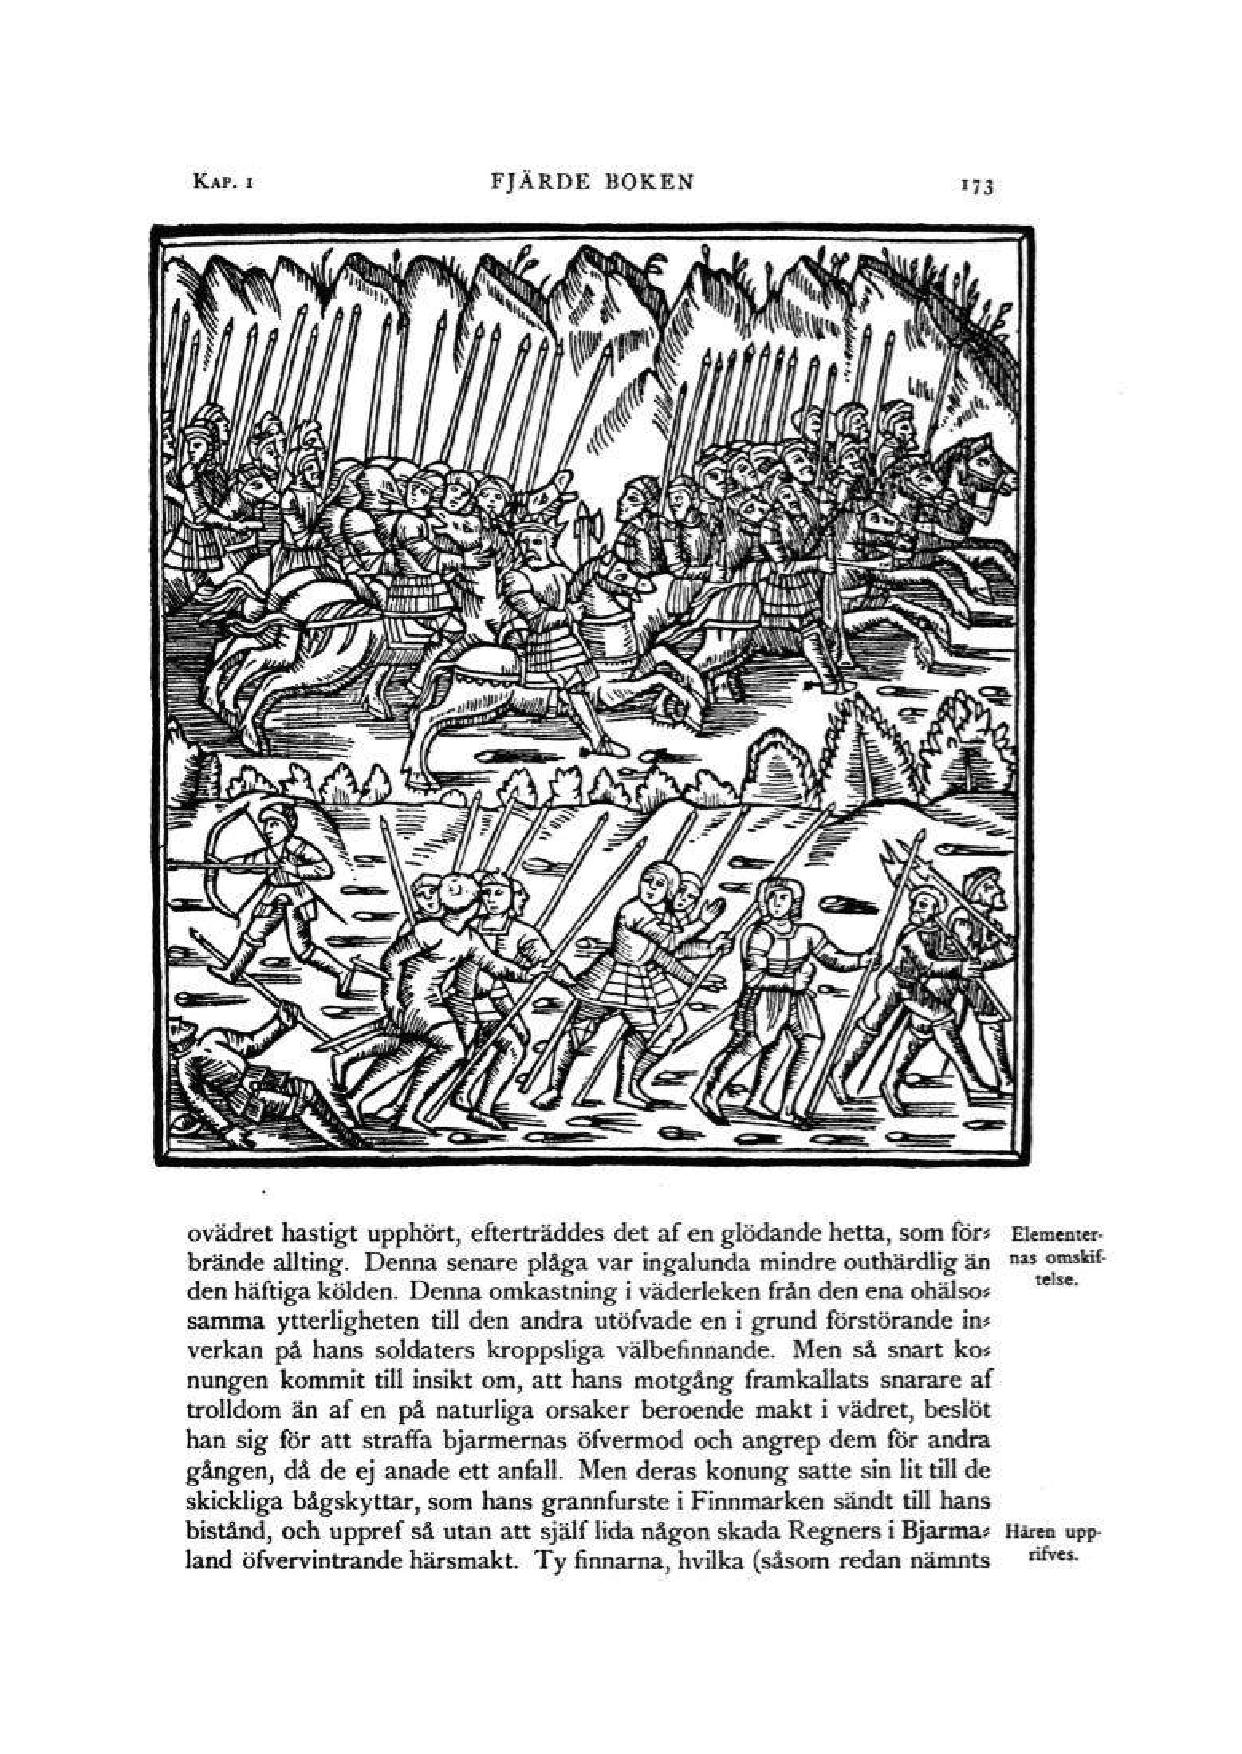 KAP. 1 FJÄRDE BOKEN 173
ovädret hastigt upphört, efterträddes det af en glödande hetta, som för-
brände allting. Denna senare plåga var ingalunda mindre outhärdlig än
den häftiga kölden. Denna omkastning i väderleken från den ena ohälso-
samma ytterligheten till den andra utöfvade en i grund förstörande in-
verkan på hans soldaters kroppsliga välbefinnande. Men så snart ko-
nungen kommit till insikt om, att hans motgång framkallats snarare af
trolldom än af en på naturliga orsaker beroende makt i vädret, beslöt
han sig för att straffa bjarmernas öfvermod och angrep dem för andra
gången, då de ej anade ett anfall. Men deras konung satte sin lit till de
skickliga bågskyttar, som hans grannfurste i Finnmarken sändt till hans
bistånd, och uppref så utan att själf lida någon skada Regners i Bjarma-
land öfvervintrande härsmakt. Ty finnarna, hvilka (såsom redan nämnts
Elementer-
nas omskif-
telse.
Hären upp-
rifves.